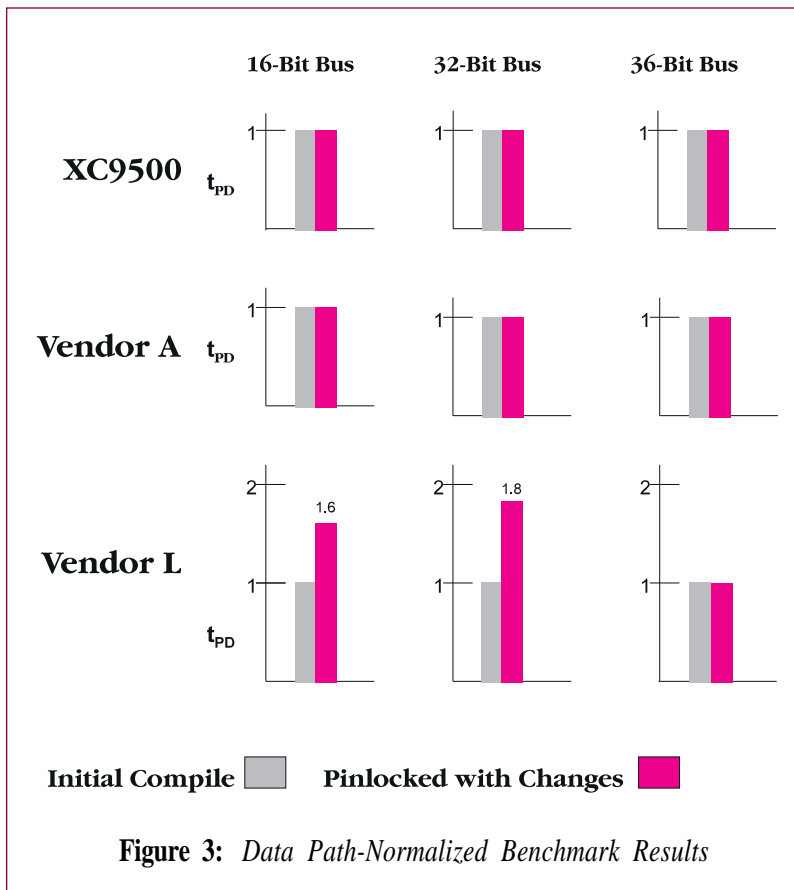 16-Bit Bus 32-Bit Bus 36-Bit Bus
XC9500 tPD 1 1 1
Vendor A tPD 1 1 1
Vendor L tPD 2 1 1.6 2 1 1.8 2 1
Initial Compile Pinlocked with Changes
Figure 3: Data Path-Normalized Benchmark Results